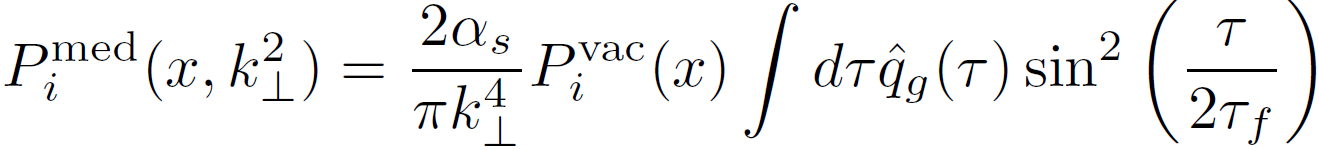 P_i^{\mathrm{med}}(x, k_\perp^2) = \frac{2\alpha_s}{\pi k_\perp^4} P_i^{\mathrm{vac}}(x) \int d\tau \hat{q}_g(\tau) \sin^2 \left( \frac{\tau}{2\tau_f} \right)